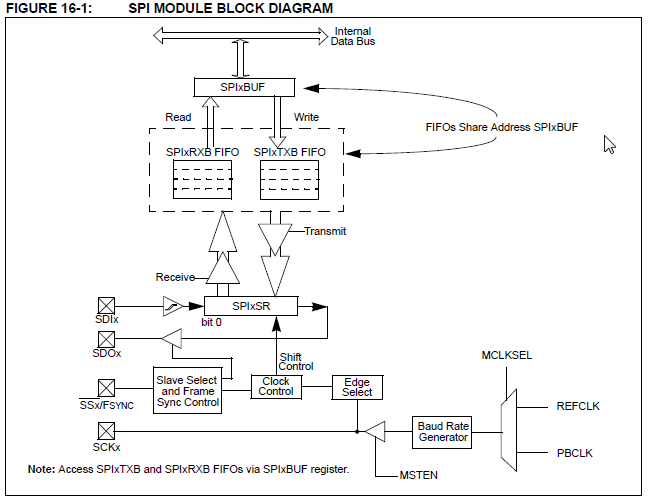 FIGURE 16-1: SPI MODULE BLOCK DIAGRAM
Internal
Data Bus
SPIxBUF
Read
Write
FIFOs Share Address SPIxBUF
SPIxRXB FIFO
SPIxTXB FIFO
Transmit
Receive
SPIxSR
SDIx
bit 0
SDOx
Shift
Control
Slave Select
and Frame
Sync Control
Clock
Control
Edge
Select
MCLKSEL
SSx/FSYNC
REFCLK
Baud Rate
Generator
SCKx
PBCLK
MSTEN
Note: Access SPIxTXB and SPIxRXB FIFOs via SPIxBUF register.